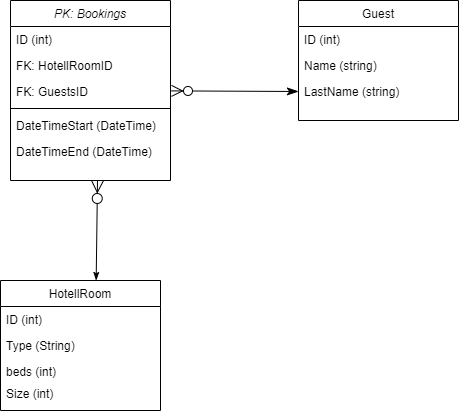 PK: Bookings
ID (int)
FK: HotellRoomID
FK: GuestsID
DateTimeStart (DateTime)
DateTimeEnd (DateTime)
Guest
ID (int)
Name (string)
LastName (string)
HotellRoom
ID (int)
Type (String)
beds (int)
Size (int)